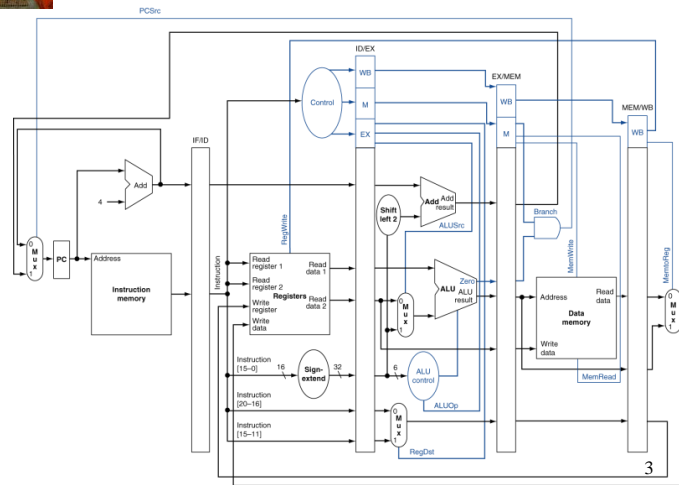 PCSrc
ID/EX
WB
EX/MEM
Control
M
WB
MEM/WB
EX
M
WB
IF/ID
Add
4
Add
Add
result
Shift
left 2
Branch
ALUSrc
RegWrite
MemWrite
MemtoReg
0
M
u
x
1
PC
Address
Instruction
memory
Instruction
Read
register 1
Read
register 2
Write
register
Write
data
Registers
Read
data 1
Read
data 2
0
M
u
x
1
Zero
ALU
ALU
result
Address
Read
data
Data
memory
Write
data
0
M
u
x
1
Instruction
[15–0]
16
Sign-
extend
32
6
ALU
control
MemRead
Instruction
[20–16]
ALUOp
Instruction
[15–11]
0
M
u
x
1
RegDst
3